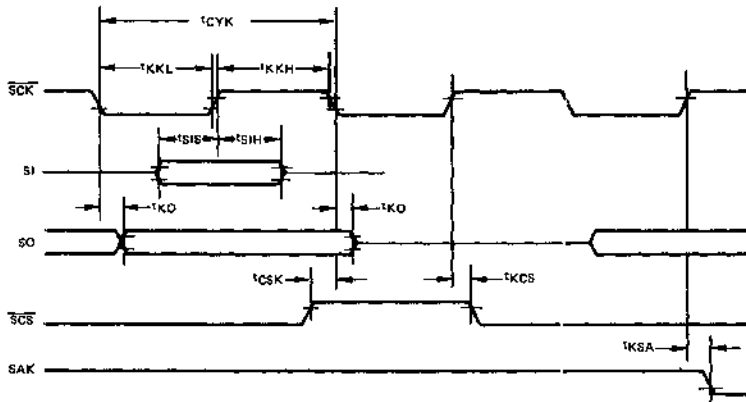 tCYK
tKKL tKKH
SCK
tSIS tSIH
SI
tKO tKO
SO
tCSK tKCS
SCS
tKSA
SAK